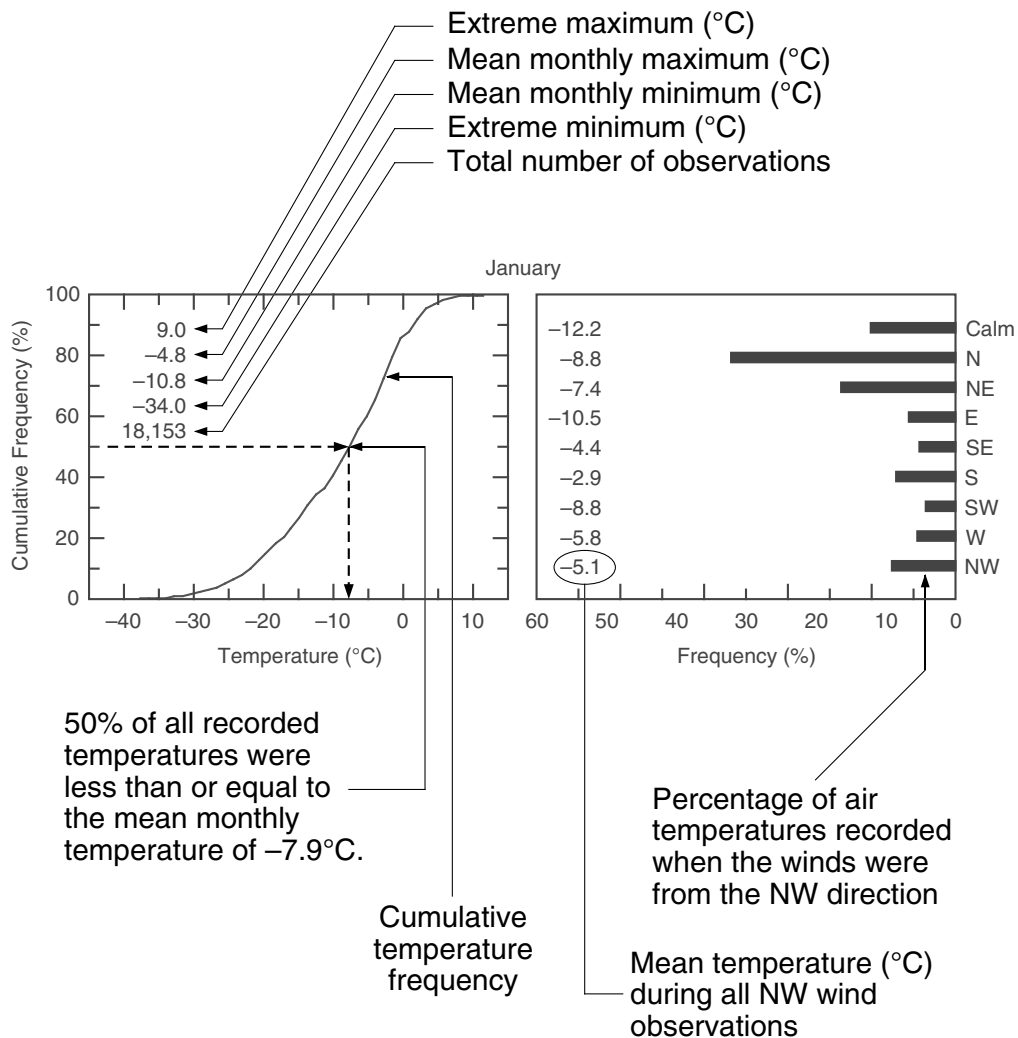 Extreme maximum (°C)
Mean monthly maximum (°C)
Mean monthly minimum (°C)
Extreme minimum (°C)
Total number of observations
January
Cumulative Frequency (%)
100
80
60
40
20
0
9.0
–4.8
–10.8
–34.0
18,153
–40 –20 –10 0 10
Temperature (°C)
–12.2 Calm
–8.8 N
–7.4 NE
–10.5 E
–4.4 SE
–2.9 S
–8.8 SW
–5.8 W
–5.1 NW
60 50 40 30 20 10 0
Frequency (%)
50% of all recorded
temperatures were
less than or equal to
the mean monthly
temperature of –7.9°C.
Cumulative
temperature
frequency
Percentage of air
temperatures recorded
when the winds were
from the NW direction
Mean temperature (°C)
during all NW wind
observations